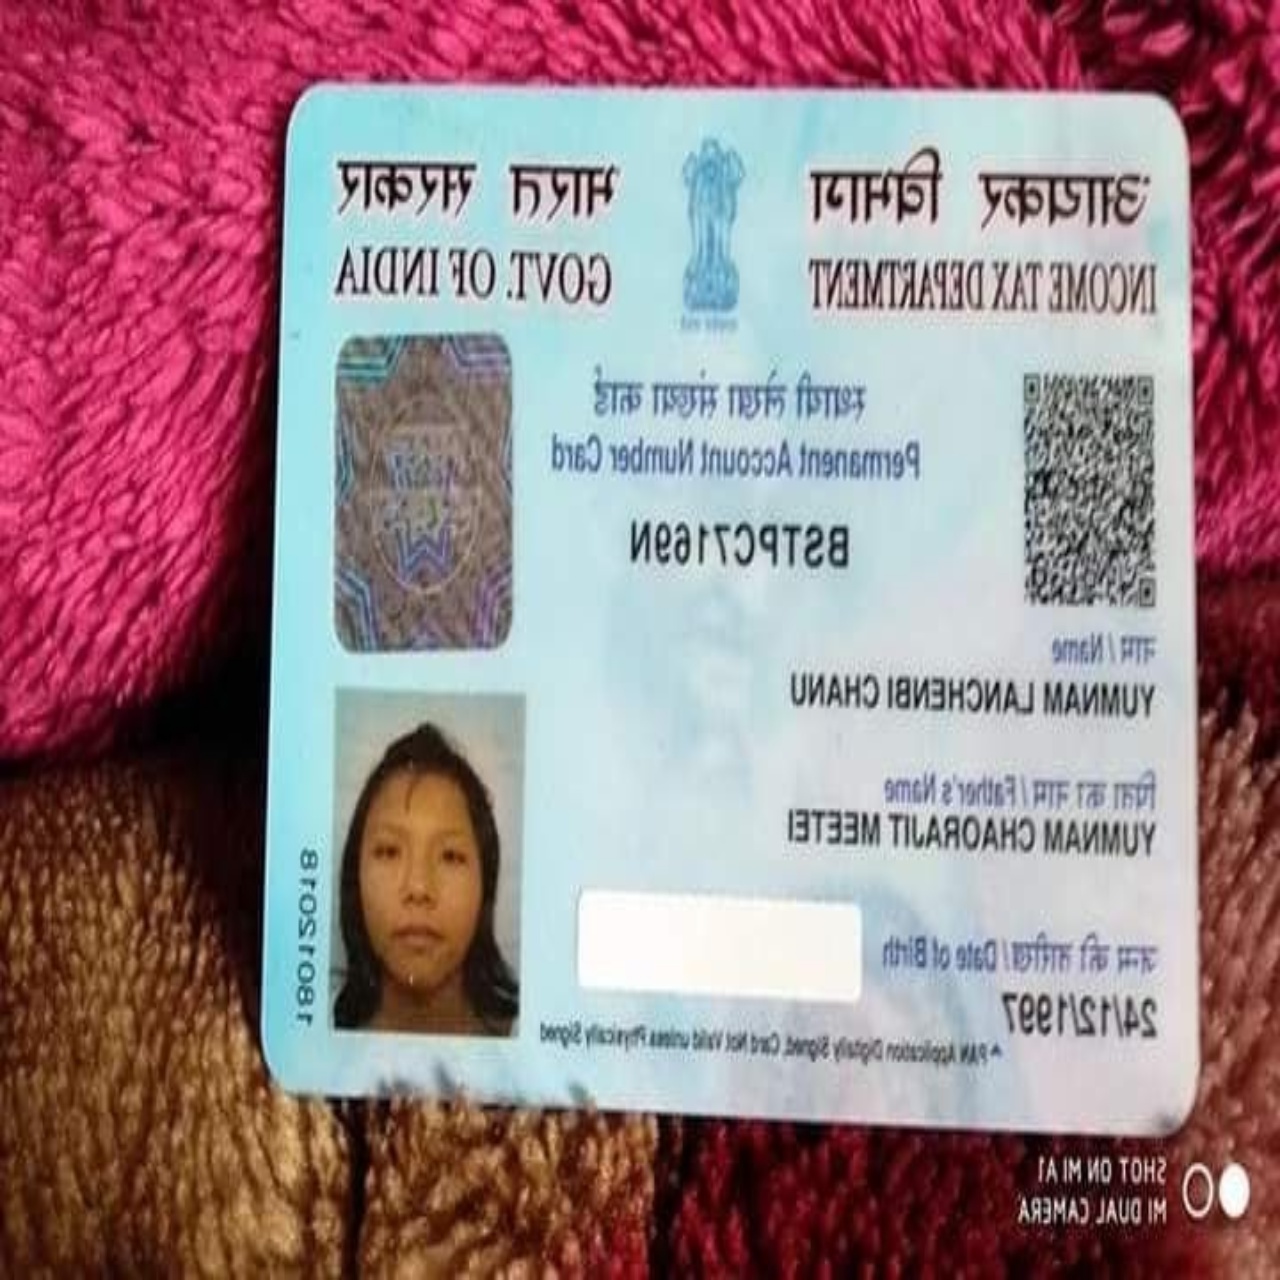 आयकर विभाग
INCOME TAX DEPARTMENT
भारत सरकार
GOVT. OF INDIA
स्थायी लेखा संख्या कार्ड
Permanent Account Number Card
BSTPC7169N
नाम / Name
YUMNAM LANCHENBI CHANU
पिता का नाम / Father's Name
YUMNAM CHAORAJIT MEETEI
जन्म की तारीख / Date of Birth
24/12/1997
^ PAN Application Digitally Signed, Card Not Valid unless Physically Signed
18012018
SHOT ON MI A1
MI DUAL CAMERA